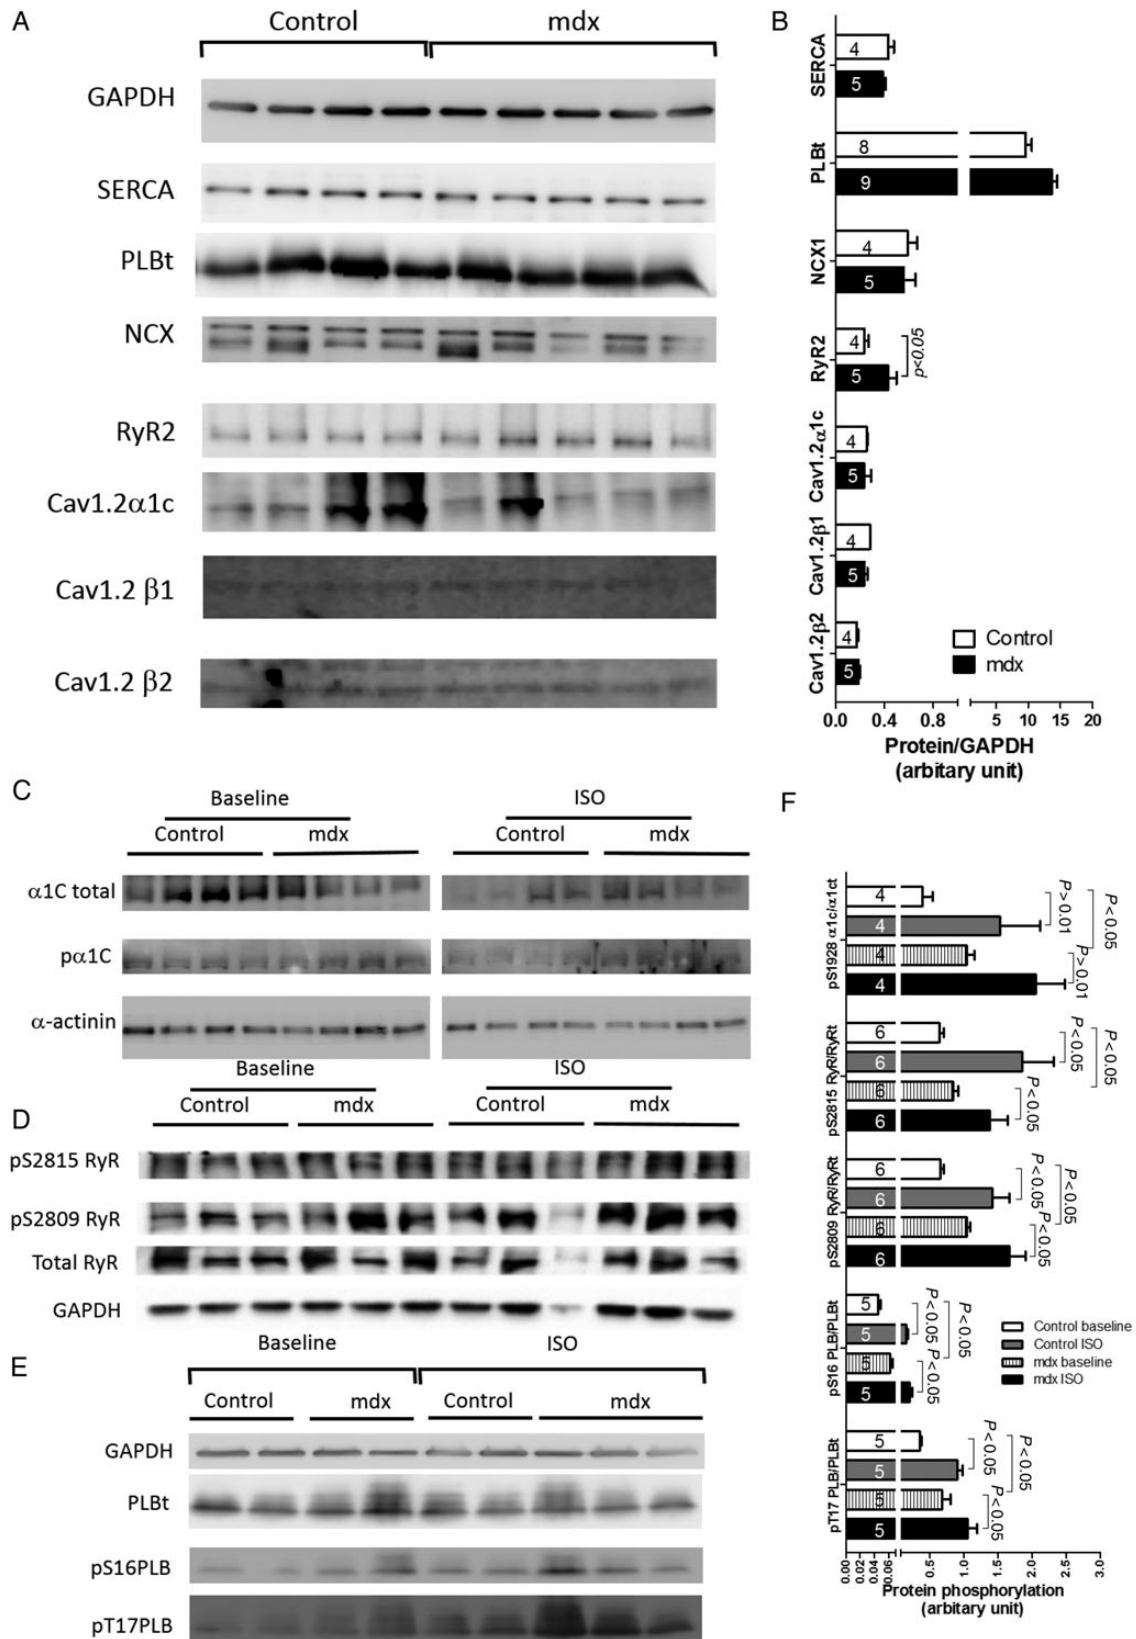 A
Control mdx
GAPDH
SERCA
PLBt
NCX
RyR2
Cav1.2α1c
Cav1.2 β1
Cav1.2 β2
B
SERCA
4
5
PLBt
8
9
NCX1
4
5
RyR2
4
5
p<0.05
Cav1.2α1c
4
5
Cav1.2β1
4
5
Cav1.2β2
4
5
Control
mdx
0.0 0.4 0.8 5 10 15 20
Protein/GAPDH
(arbitary unit)
C
Baseline ISO
Control mdx Control mdx
α1C total
pα1C
α-actinin
D
Baseline ISO
Control mdx Control mdx
pS2815 RyR
pS2809 RyR
Total RyR
GAPDH
E
Baseline ISO
Control mdx Control mdx
GAPDH
PLBt
pS16PLB
pT17PLB
F
pS1928 α1c/α1ct
4
4
4
4
P>0.01
P<0.05
P>0.01
pS2815 RyR/RyRt
6
6
6
6
P<0.05
P<0.05
P<0.05
pS2809 RyR/RyRt
6
6
6
6
P<0.05
P<0.05
P<0.05
pS16 PLB/PLBt
5
5
5
5
P<0.05
P<0.05
P<0.05
Control baseline
Control ISO
mdx baseline
mdx ISO
pT17 PLB/PLBt
5
5
5
5
P<0.05
P<0.05
P<0.05
0.00 0.02 0.04 0.06 0.5 1.0 1.5 2.0 2.5 3.0
Protein phosphorylation
(arbitary unit)